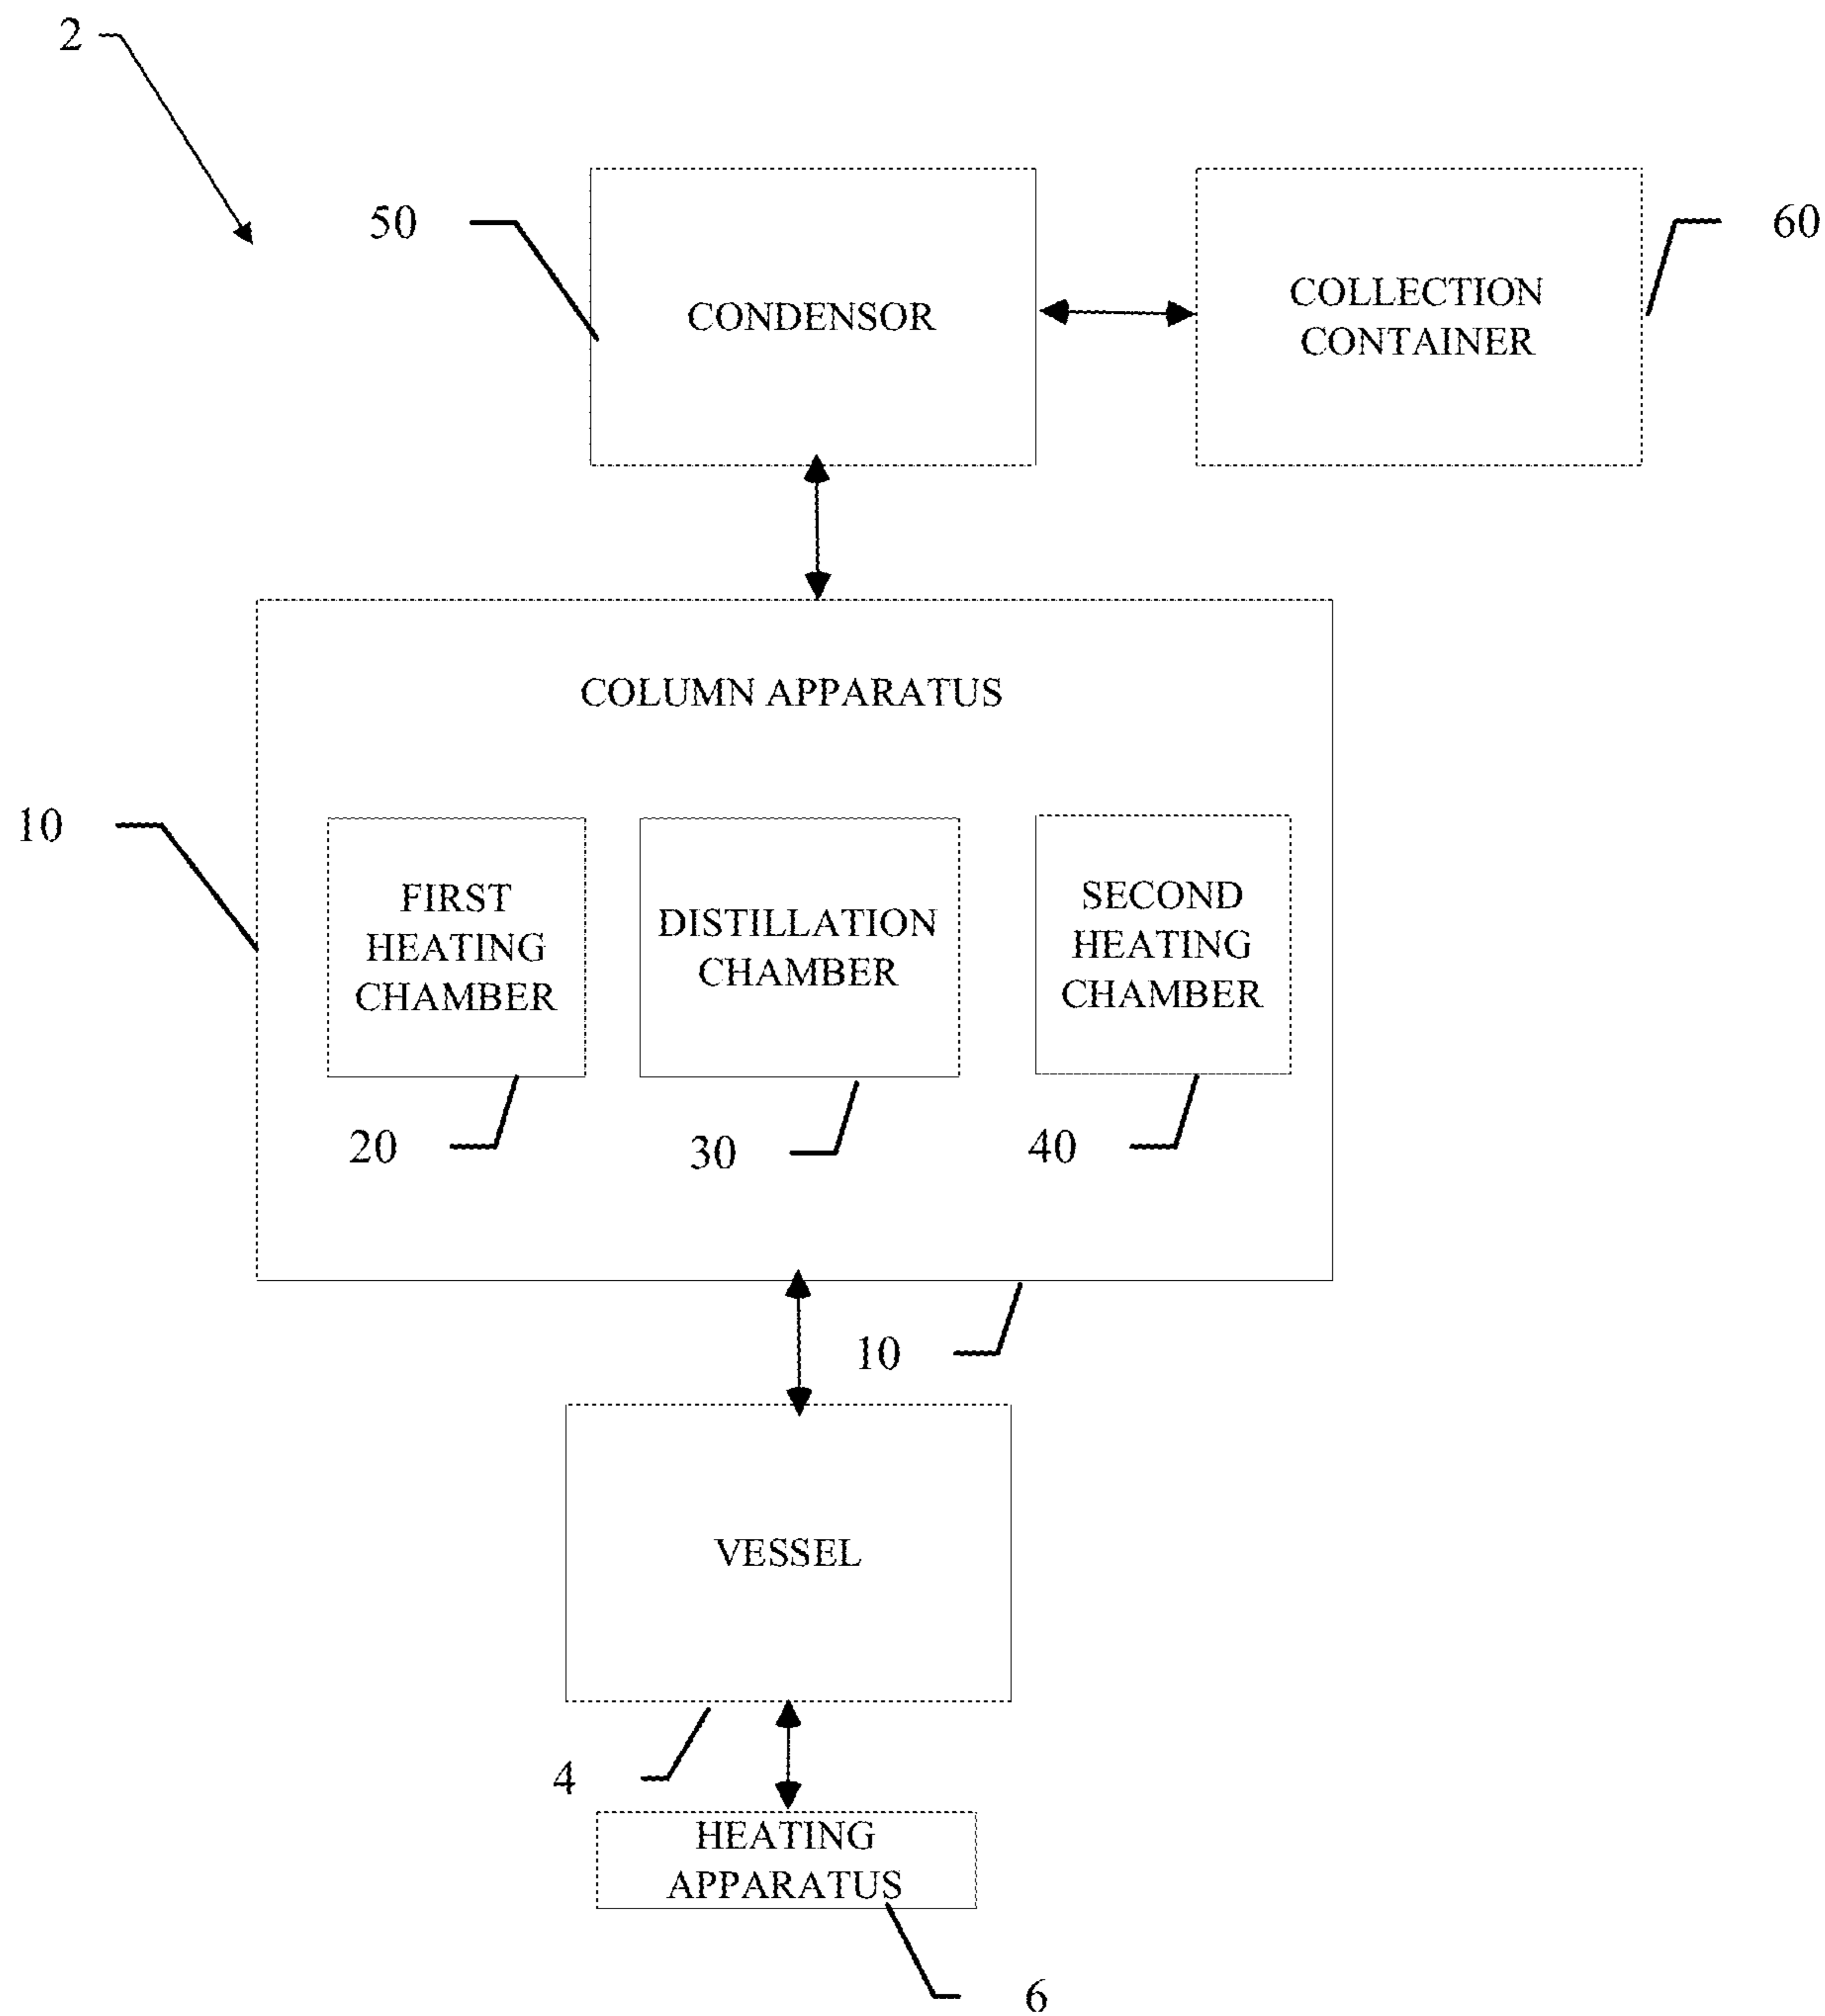 2
50
CONDENSOR
COLLECTION
CONTAINER
60
COLUMN APPARATUS
10
FIRST
HEATING
CHAMBER
DISTILLATION
CHAMBER
SECOND
HEATING
CHAMBER
20
30
40
10
VESSEL
4
HEATING
APPARATUS
6